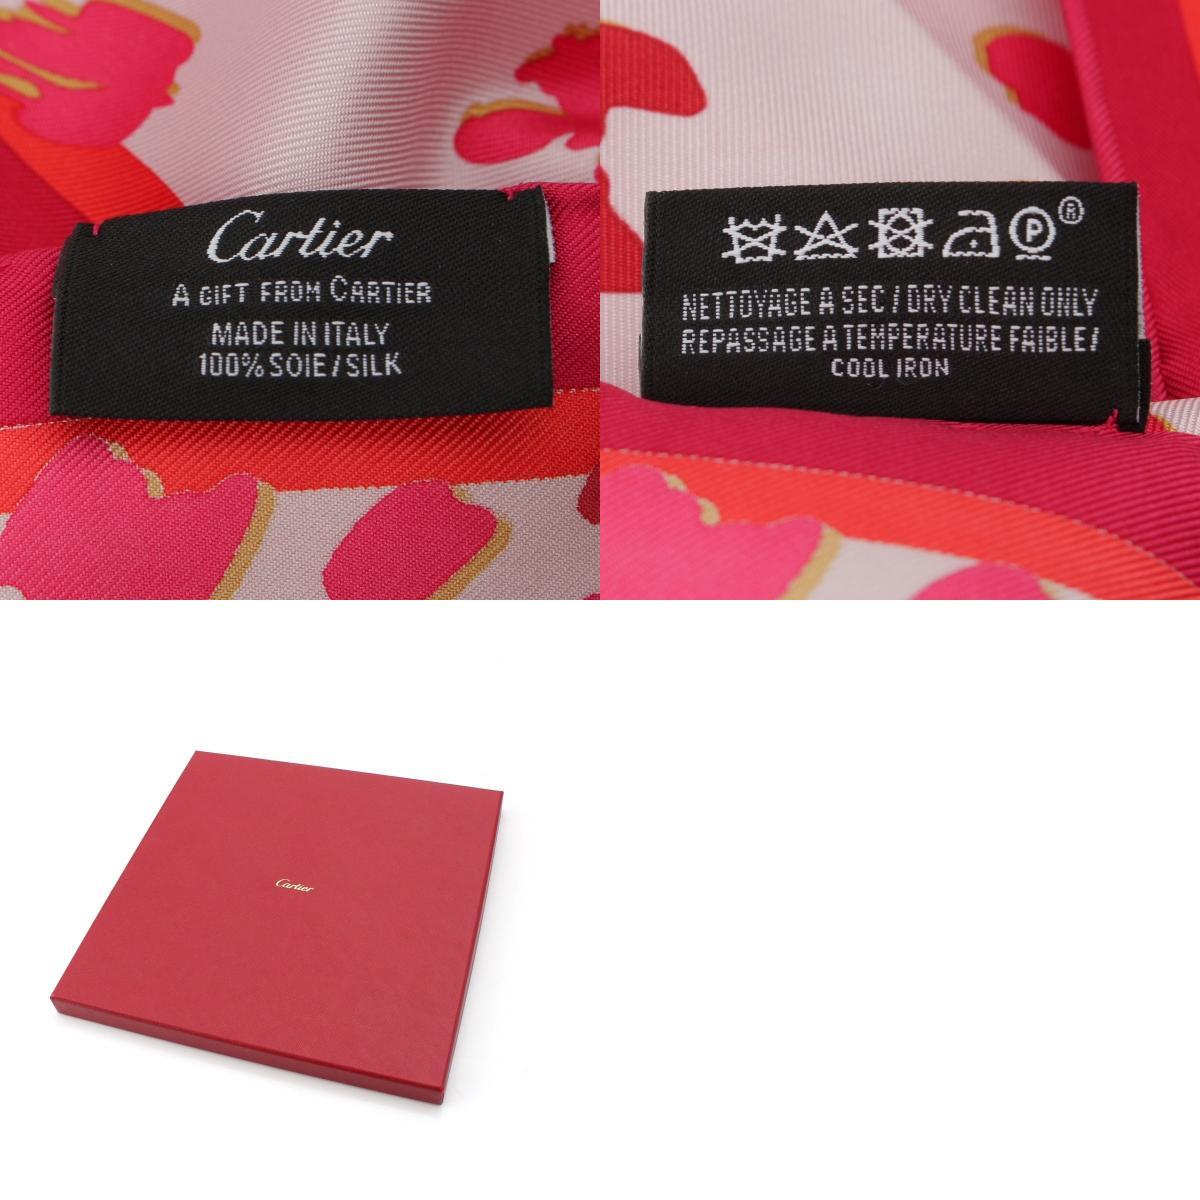 Cartier
A GIFT FROM CARTIER
MADE IN ITALY
100% SOIE/SILK
P ®
NETTOYAGE A SEC / DRY CLEAN ONLY
REPASSAGE A TEMPERATURE FAIBLE /
COOL IRON
Cartier